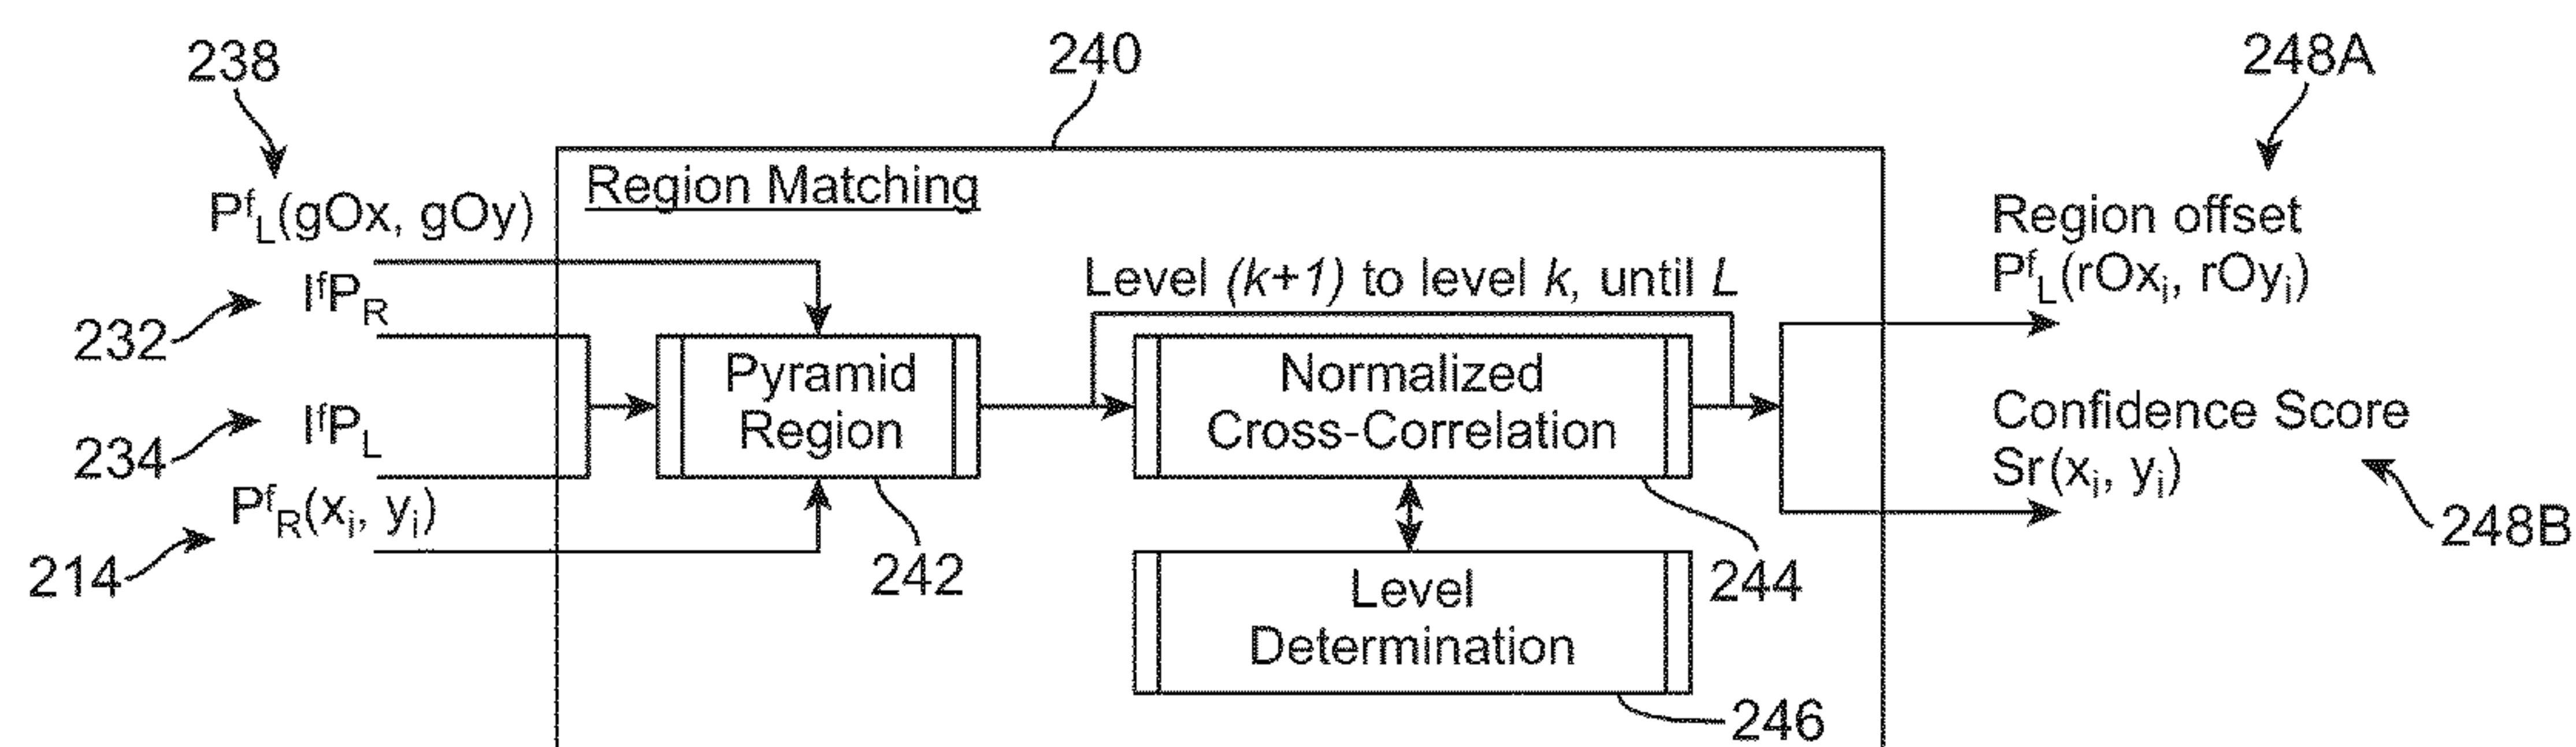 238
240
248A
Region Matching
PᶠL(gOx, gOy)
Region offset
PᶠL(rOxi, rOyi)
IᶠPR
232
Level (k+1) to level k, until L
Pyramid
Region
Normalized
Cross-Correlation
IᶠPL
234
Confidence Score
Sr(xi, yi)
PᶠR(xi, yi)
214
242
244
248B
Level
Determination
246